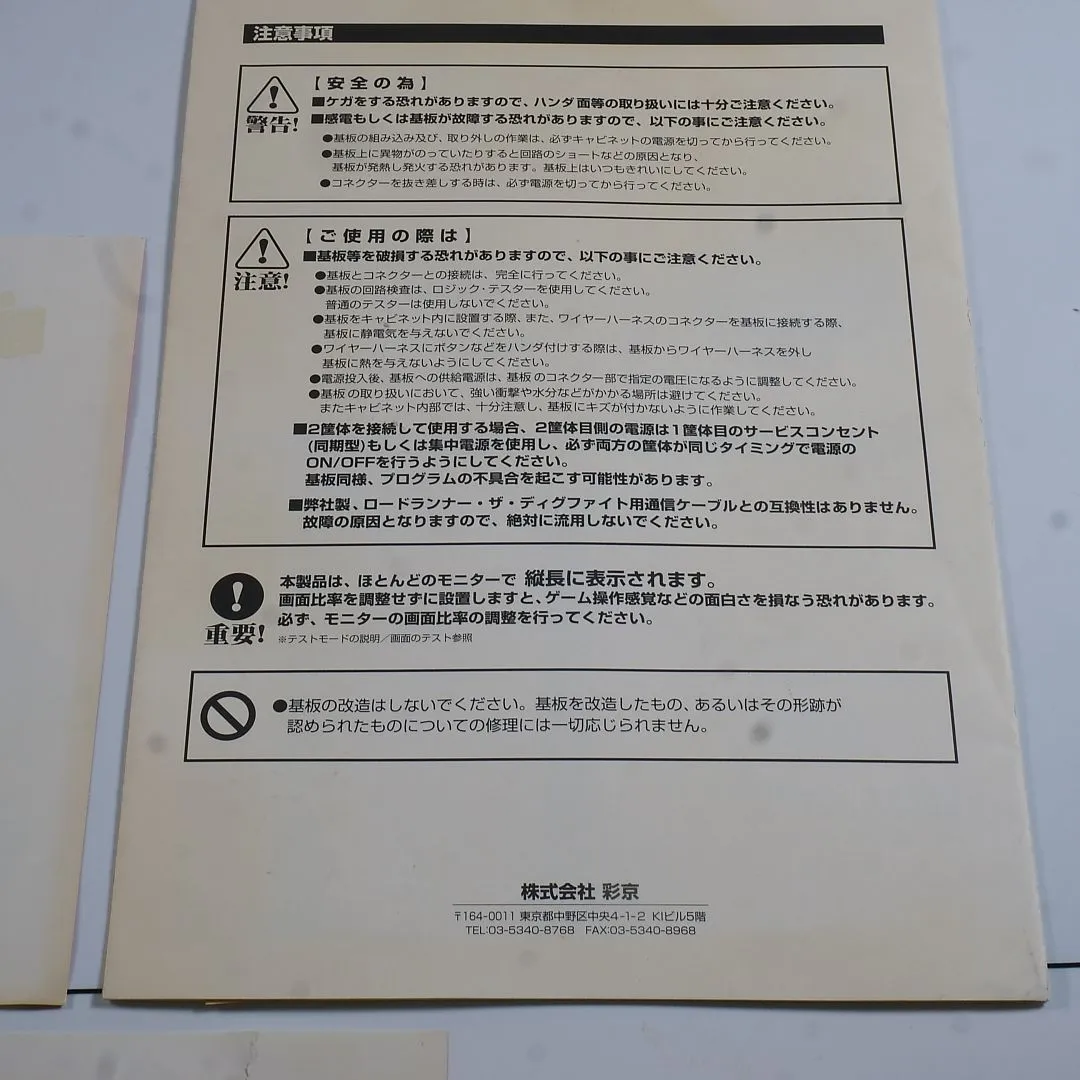 注意事項
【安全の為】
■ケガをする恐れがありますので、ハンダ面等の取り扱いには十分ご注意ください。
警告!
■感電もしくは基板が故障する恐れがありますので、以下の事にご注意ください。
●基板の組み込み及び、取り外しの作業は、必ずキャビネットの電源を切ってから行ってください。
●基板上に異物がのっていたりすると回路のショートなどの原因となり、
基板が発熱し発火する恐れがあります。基板上はいつもきれいにしてください。
●コネクターを抜き差しする時は、必ず電源を切ってから行ってください。
【ご使用の際は】
■基板等を破損する恐れがありますので、以下の事にご注意ください。
注意!
●基板とコネクターとの接続は、完全に行ってください。
●基板の回路検査は、ロジック・テスターを使用してください。
普通のテスターは使用しないでください。
●基板をキャビネット内に設置する際、また、ワイヤーハーネスのコネクターを基板に接続する際、
基板に静電気を与えないでください。
●ワイヤーハーネスにボタンなどをハンダ付けする際は、基板からワイヤーハーネスを外し
基板に熱を与えないようにしてください。
●電源投入後、基板への供給電源は、基板のコネクター部で指定の電圧になるように調整してください。
●基板の取り扱いにおいて、強い衝撃や水分などがかかる場所は避けてください。
またキャビネット内部では、十分注意し、基板にキズが付かないように作業してください。
■2筐体を接続して使用する場合、2筐体目側の電源は1筐体目のサービスコンセント
(同期型)もしくは集中電源を使用し、必ず両方の筐体が同じタイミングで電源の
ON/OFFを行うようにしてください。
基板同様、プログラムの不具合を起こす可能性があります。
■弊社製、ロードランナー・ザ・ディグファイト用通信ケーブルとの互換性はありません。
故障の原因となりますので、絶対に流用しないでください。
本製品は、ほとんどのモニターで 縦長に表示されます。
画面比率を調整せずに設置しますと、ゲーム操作感覚などの面白さを損なう恐れがあります。
必ず、モニターの画面比率の調整を行ってください。
重要!
※テストモードの説明/画面のテスト参照
●基板の改造はしないでください。基板を改造したもの、あるいはその形跡が
認められたものについての修理には一切応じられません。
株式会社 彩京
〒164-0011 東京都中野区中央4-1-2 KIビル5階
TEL:03-5340-8768 FAX:03-5340-8968